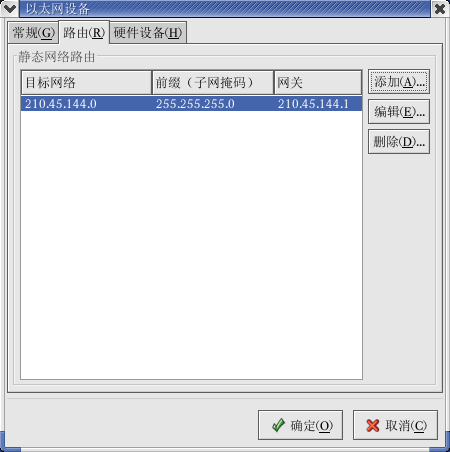 以太网设备
常规(G) 路由(R) 硬件设备(H)
静态网络路由
目标网络 前缀（子网掩码） 网关
210.45.144.0 255.255.255.0 210.45.144.1
添加(A)...
编辑(E)...
删除(D)...
确定(O) 取消(C)